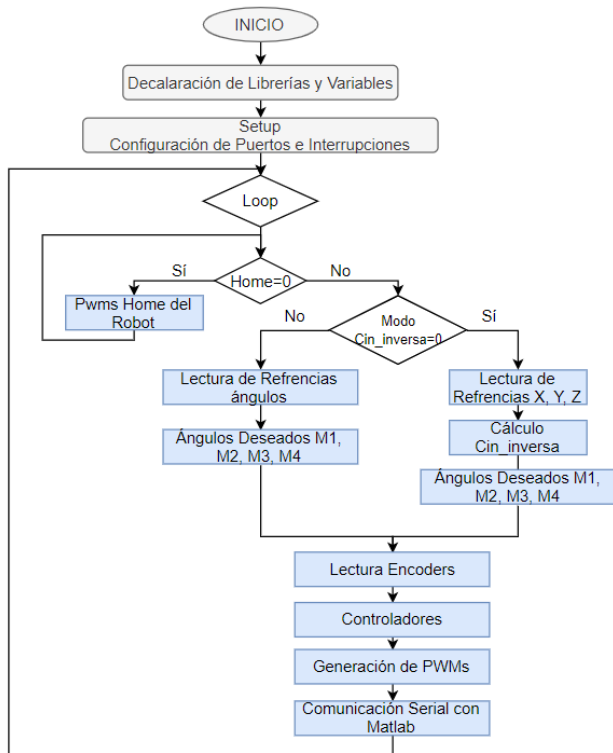 INICIO
Decalaración de Librerías y Variables
Setup
Configuración de Puertos e Interrupciones
Loop
Sí
Home=0
No
Pwms Home del
Robot
No
Modo
Cin_inversa=0
Sí
Lectura de Refrencias
ángulos
Lectura de
Refrencias X, Y, Z
Ángulos Deseados M1,
M2, M3, M4
Cálculo
Cin_inversa
Ángulos Deseados M1,
M2, M3, M4
Lectura Encoders
Controladores
Generación de PWMs
Comunicación Serial con
Matlab